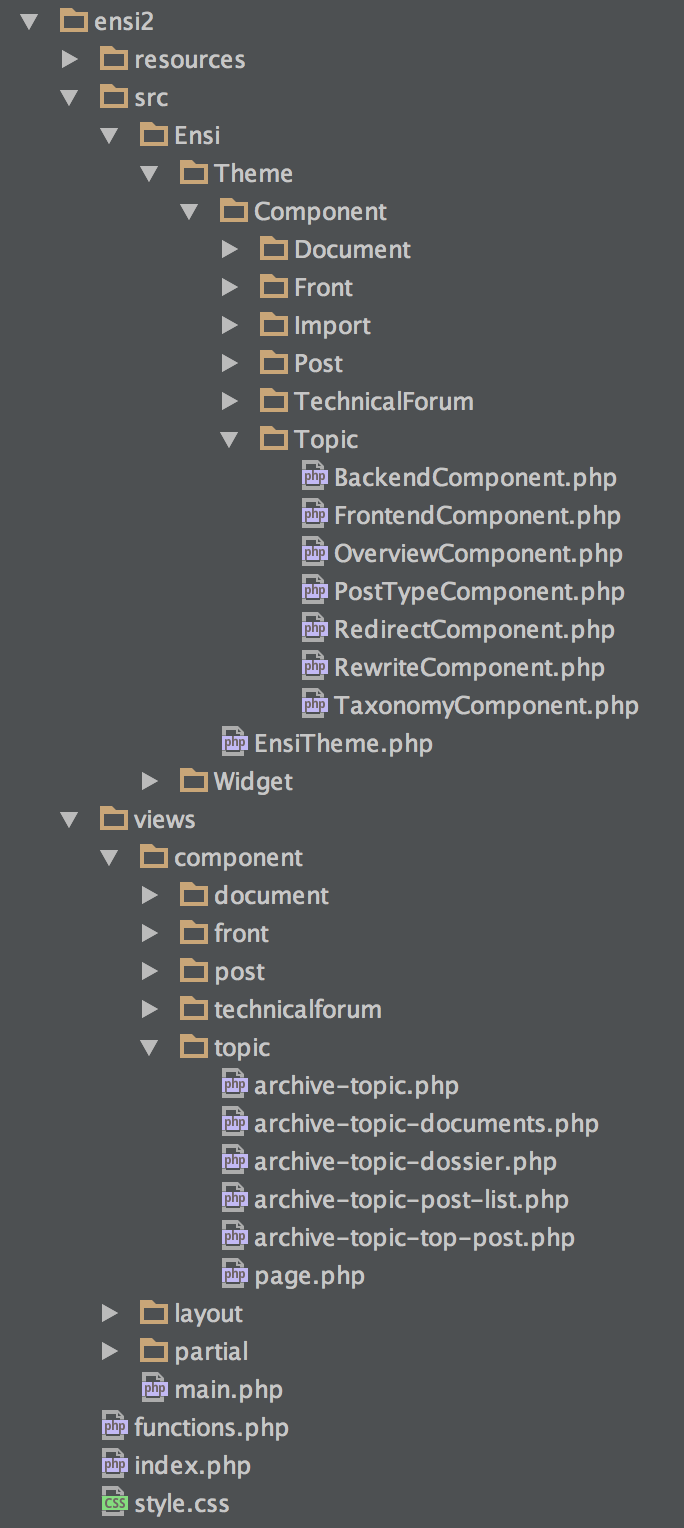 ensi2
resources
src
Ensi
Theme
Component
Document
Front
Import
Post
TechnicalForum
Topic
php BackendComponent.php
php FrontendComponent.php
php OverviewComponent.php
php PostTypeComponent.php
php RedirectComponent.php
php RewriteComponent.php
php TaxonomyComponent.php
php EnsiTheme.php
Widget
views
component
document
front
post
technicalforum
topic
php archive-topic.php
php archive-topic-documents.php
php archive-topic-dossier.php
php archive-topic-post-list.php
php archive-topic-top-post.php
php page.php
layout
partial
php main.php
php functions.php
php index.php
CSS style.css